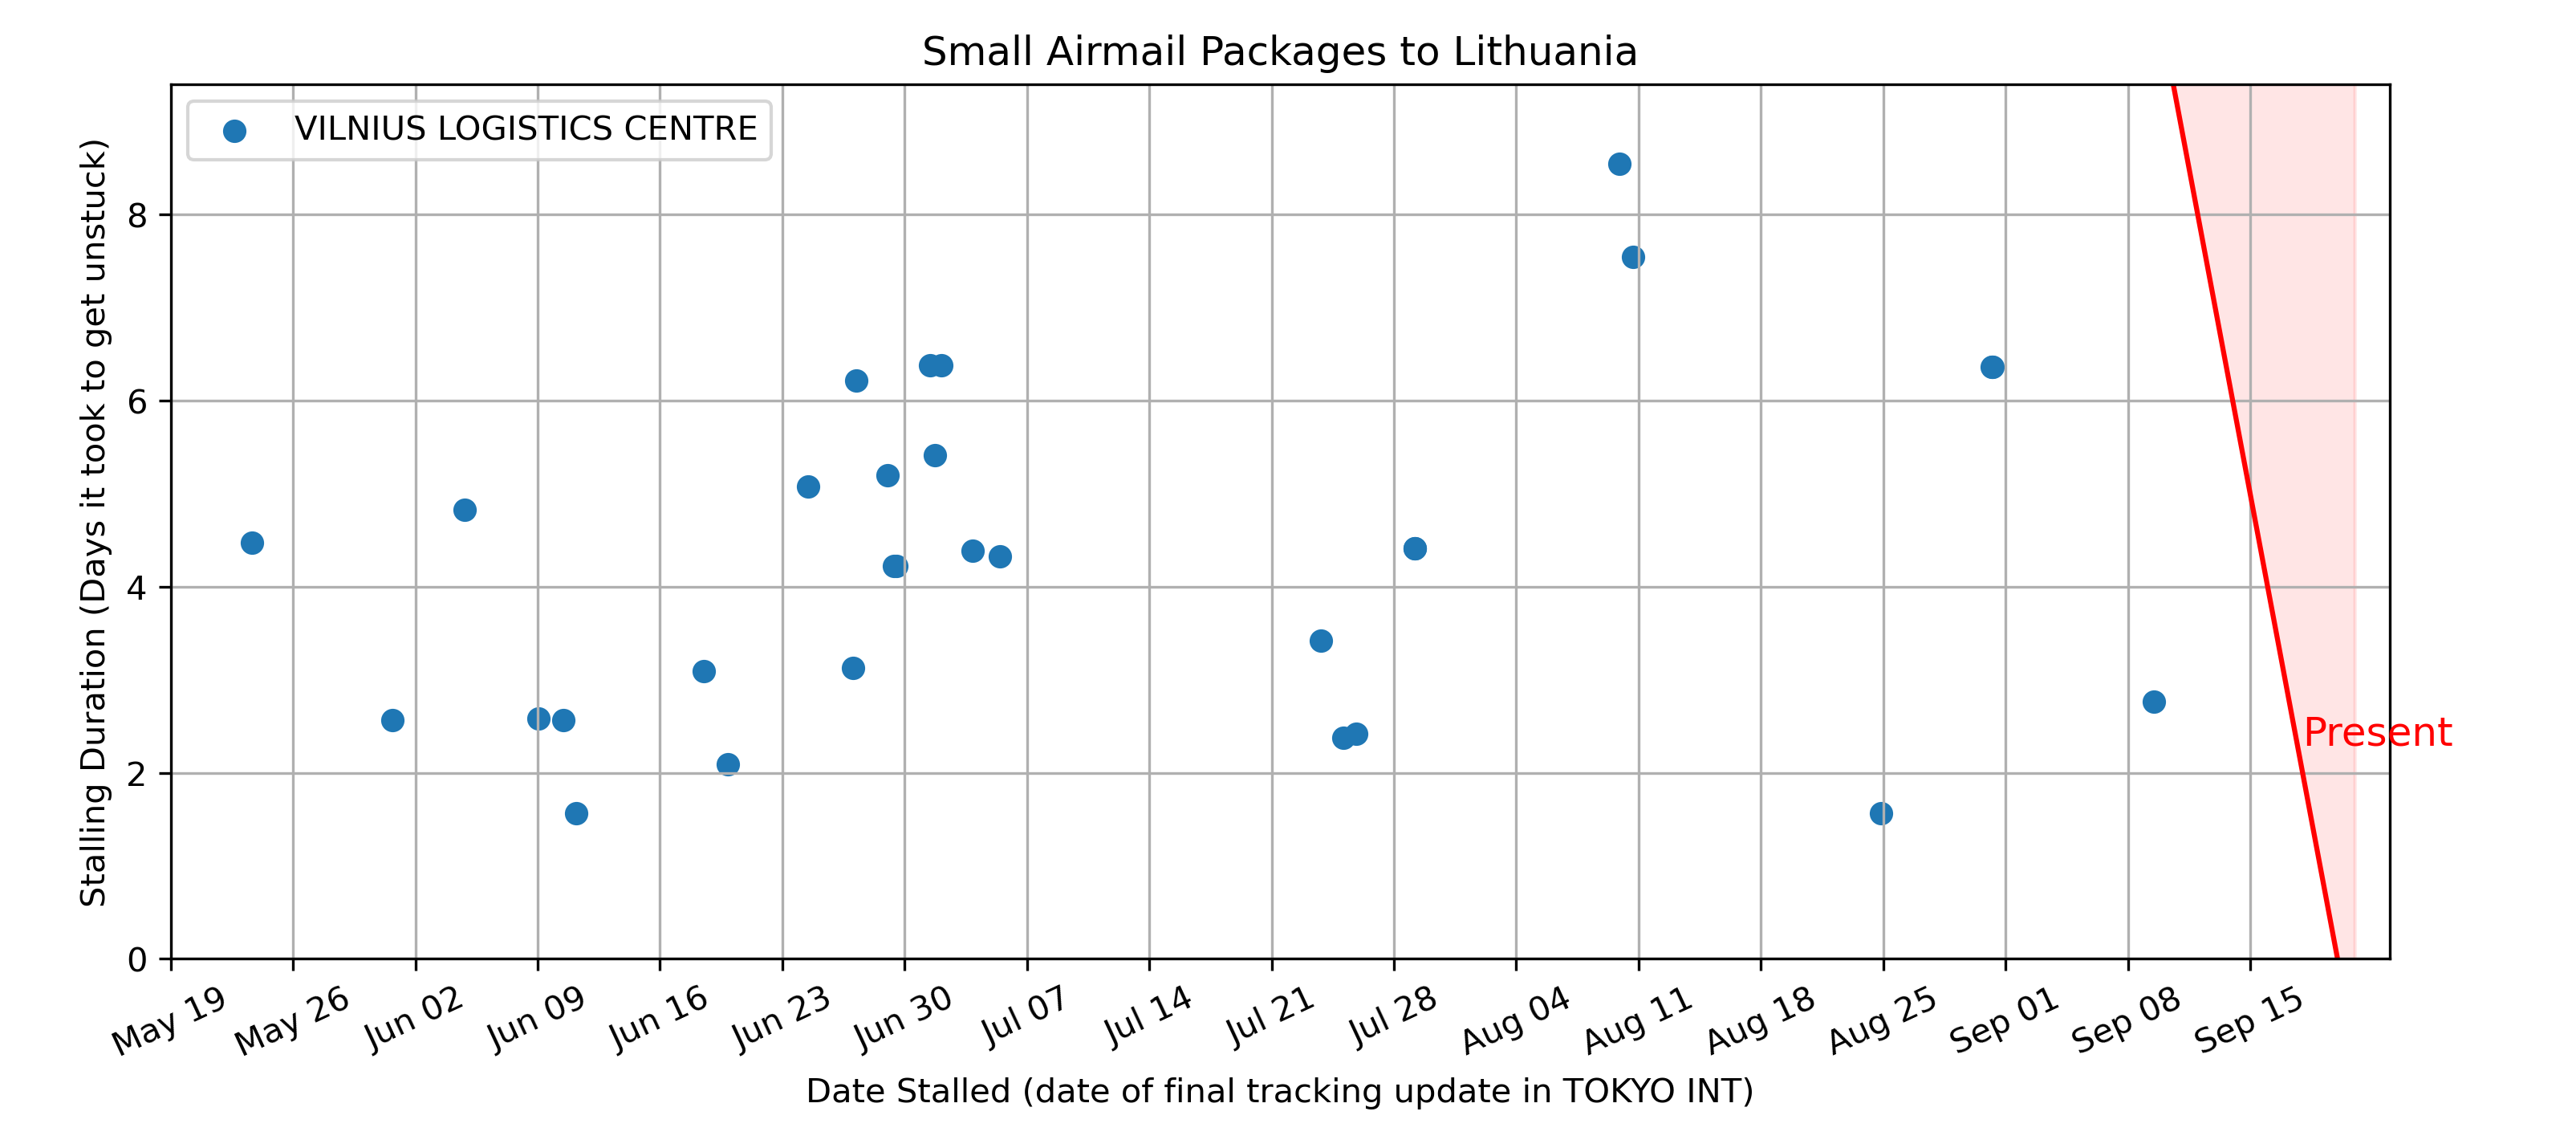 Small Airmail Packages to Lithuania
VILNIUS LOGISTICS CENTRE
Stalling Duration (Days it took to get unstuck)
8
6
4
2
0
Present
May 19
May 26
Jun 02
Jun 09
Jun 16
Jun 23
Jun 30
Jul 07
Jul 14
Jul 21
Jul 28
Aug 04
Aug 11
Aug 18
Aug 25
Sep 01
Sep 08
Sep 15
Date Stalled (date of final tracking update in TOKYO INT)